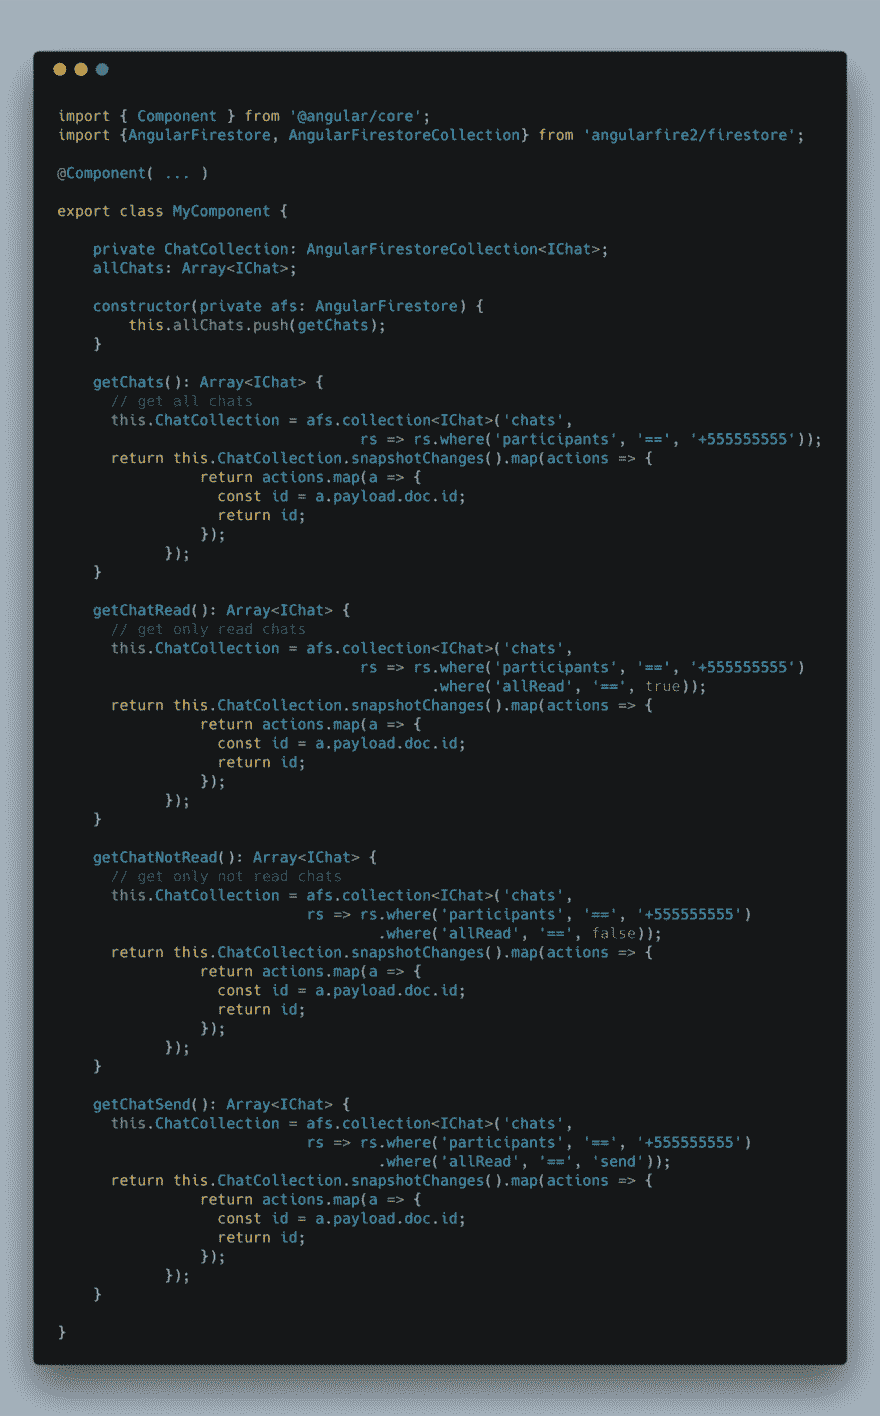 import { Component } from '@angular/core';
import {AngularFirestore, AngularFirestoreCollection} from 'angularfire2/firestore';
@Component( ... )
export class MyComponent {
private ChatCollection: AngularFirestoreCollection<IChat>;
allChats: Array<IChat>;
constructor(private afs: AngularFirestore) {
this.allChats.push(getChats);
}
getChats(): Array<IChat> {
// get all chats
this.ChatCollection = afs.collection<IChat>('chats',
rs => rs.where('participants', '==', '+555555555'));
return this.ChatCollection.snapshotChanges().map(actions => {
return actions.map(a => {
const id = a.payload.doc.id;
return id;
});
});
}
getChatRead(): Array<IChat> {
// get only read chats
this.ChatCollection = afs.collection<IChat>('chats',
rs => rs.where('participants', '==', '+555555555')
.where('allRead', '==', true));
return this.ChatCollection.snapshotChanges().map(actions => {
return actions.map(a => {
const id = a.payload.doc.id;
return id;
});
});
}
getChatNotRead(): Array<IChat> {
// get only not read chats
this.ChatCollection = afs.collection<IChat>('chats',
rs => rs.where('participants', '==', '+555555555')
.where('allRead', '==', false));
return this.ChatCollection.snapshotChanges().map(actions => {
return actions.map(a => {
const id = a.payload.doc.id;
return id;
});
});
}
getChatSend(): Array<IChat> {
this.ChatCollection = afs.collection<IChat>('chats',
rs => rs.where('participants', '==', '+555555555')
.where('allRead', '==', 'send'));
return this.ChatCollection.snapshotChanges().map(actions => {
return actions.map(a => {
const id = a.payload.doc.id;
return id;
});
});
}
}